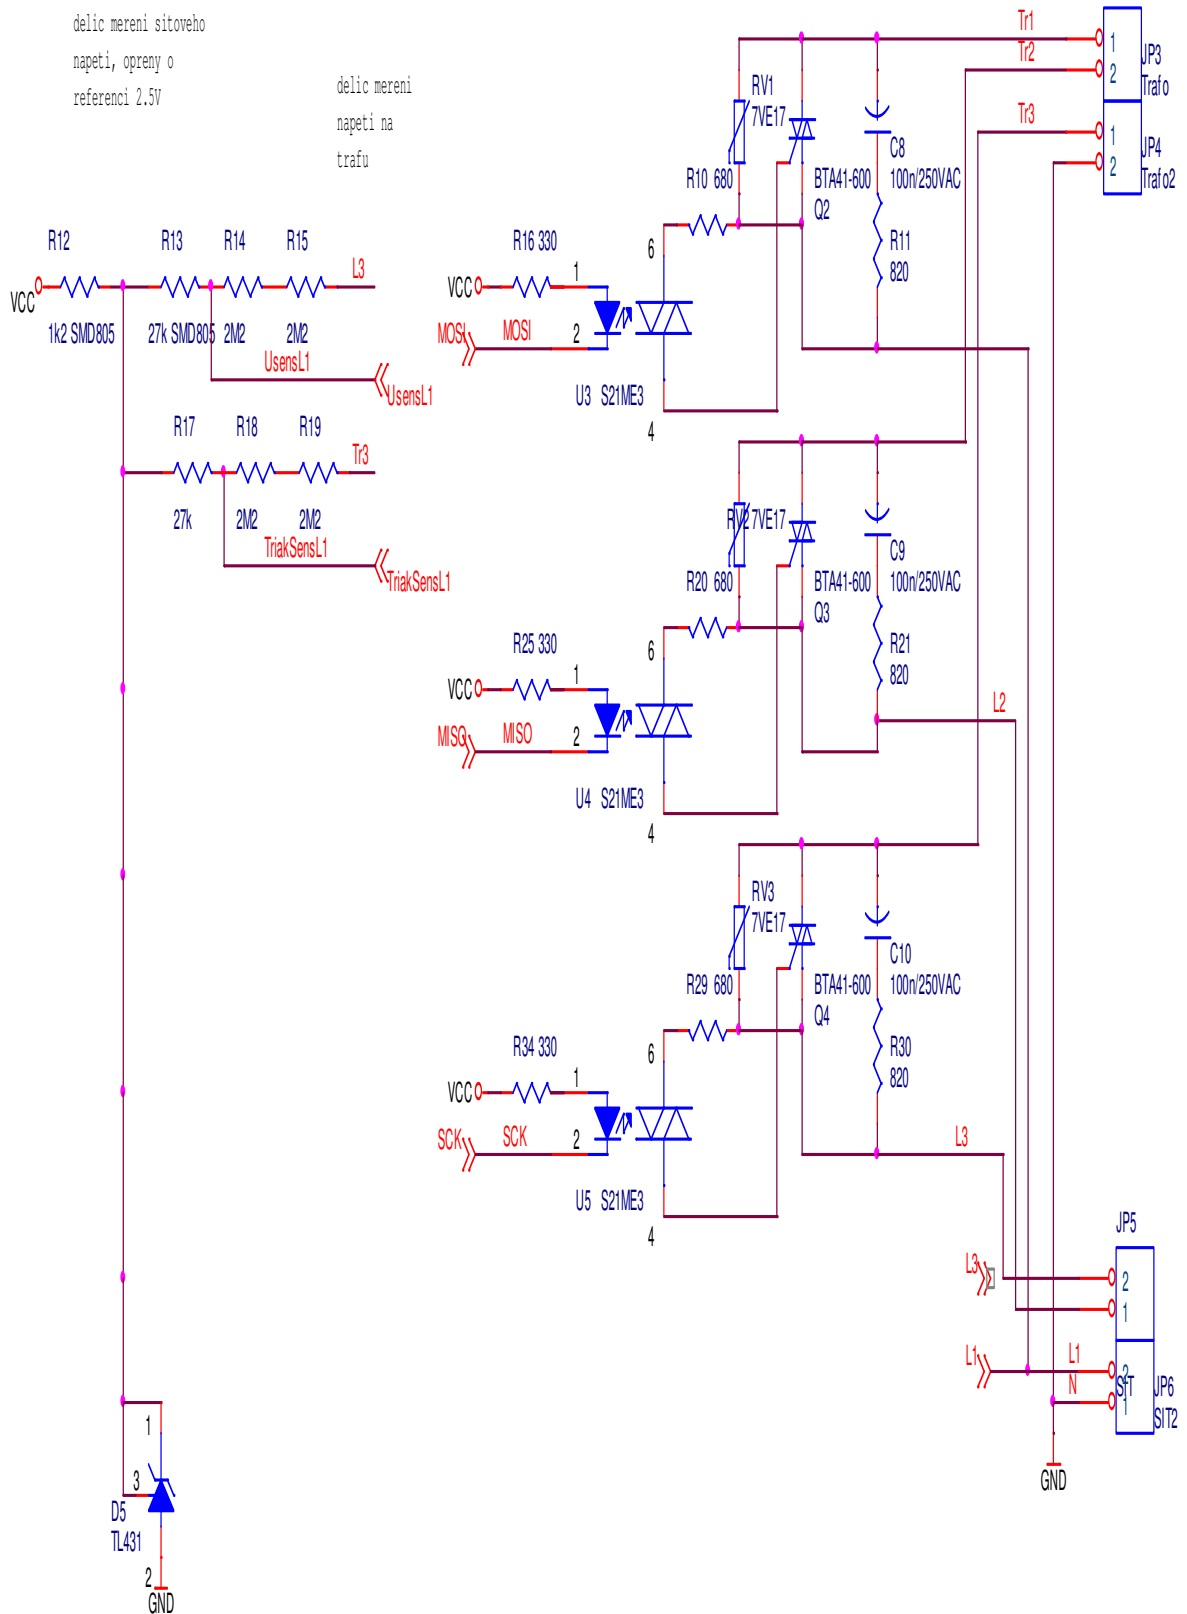 delic mereni sitoveho
napeti, opreny o
referenci 2.5V
delic mereni
napeti na
trafu
R12
R13
R14
R15
L3
VCC
1k2 SMD805
27k SMD805
2M2
2M2
UsensL1
UsensL1
R17
R18
R19
Tr3
27k
2M2
2M2
TriakSensL1
TriakSensL1
1
3
D5
TL431
2
GND
R16 330
VCC
1
MOSI
MOSI
2
U3 S21ME3
6
4
R10 680
RV1
7VE17
BTA41-600
Q2
C8
100n/250VAC
R11
820
Tr1
Tr2
Tr3
1
2
JP3
Trafo
1
2
JP4
Trafo2
R25 330
VCC
1
MISO
MISO
2
U4 S21ME3
6
4
R20 680
RV2 7VE17
BTA41-600
Q3
C9
100n/250VAC
R21
820
L2
R34 330
VCC
1
SCK
SCK
2
U5 S21ME3
6
4
R29 680
RV3
7VE17
BTA41-600
Q4
C10
100n/250VAC
R30
820
L3
JP5
L3
2
1
L1
L1
N
2
SIT
1
JP6
SIT2
GND